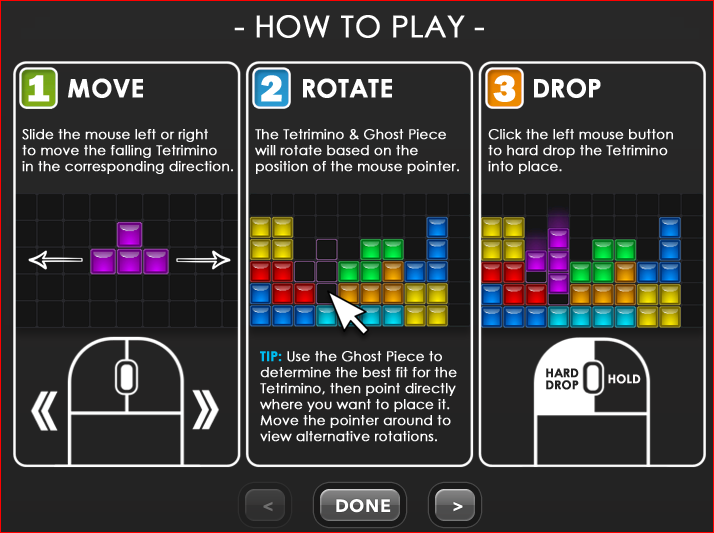 - HOW TO PLAY -
1 MOVE
Slide the mouse left or right
to move the falling Tetrimino
in the corresponding direction.
2 ROTATE
The Tetrimino & Ghost Piece
will rotate based on the
position of the mouse pointer.
TIP: Use the Ghost Piece to
determine the best fit for the
Tetrimino, then point directly
where you want to place it.
Move the pointer around to
view alternative rotations.
3 DROP
Click the left mouse button
to hard drop the Tetrimino
into place.
HARD
DROP
HOLD
< DONE >